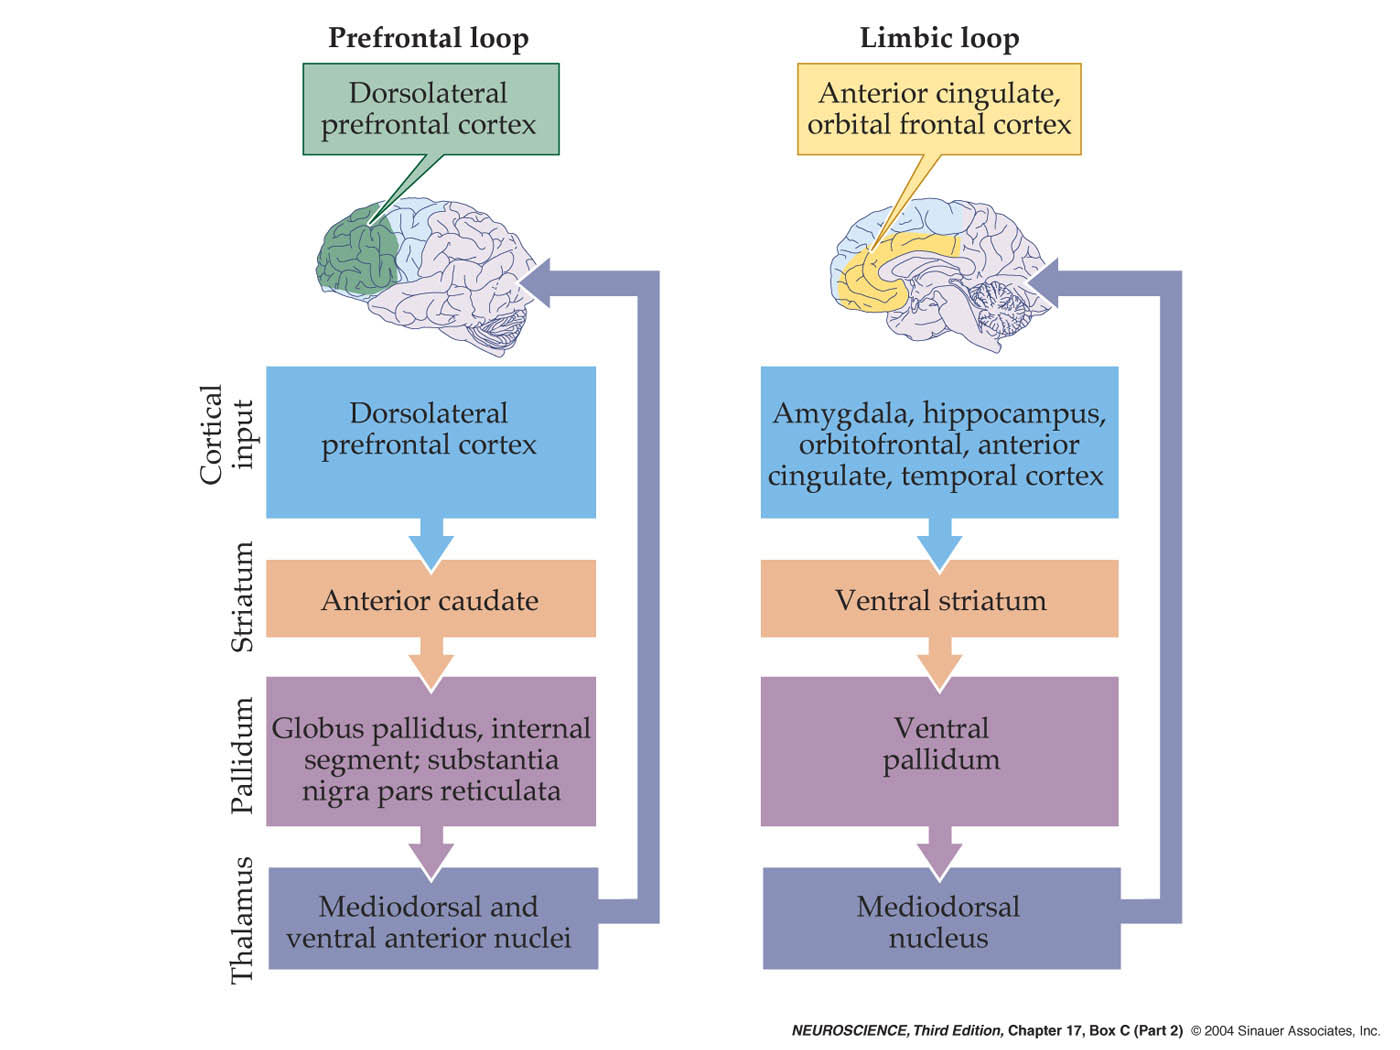 Prefrontal loop
Dorsolateral
prefrontal cortex
Limbic loop
Anterior cingulate,
orbital frontal cortex
Cortical
input
Dorsolateral
prefrontal cortex
Amygdala, hippocampus,
orbitofrontal, anterior
cingulate, temporal cortex
Striatum
Anterior caudate
Ventral striatum
Pallidum
Globus pallidus, internal
segment; substantia
nigra pars reticulata
Ventral
pallidum
Thalamus
Mediodorsal and
ventral anterior nuclei
Mediodorsal
nucleus
NEUROSCIENCE, Third Edition, Chapter 17, Box C (Part 2) © 2004 Sinauer Associates, Inc.